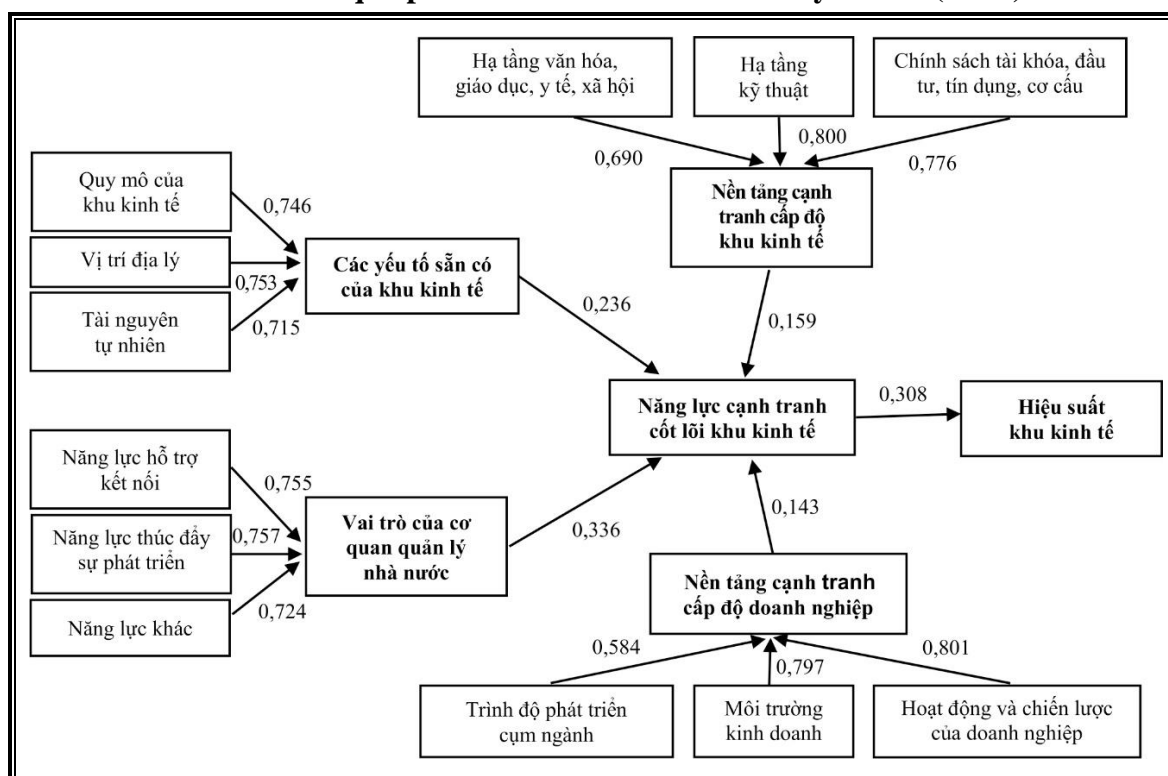 Hạ tầng văn hóa,
giáo dục, y tế, xã hội
Hạ tầng
kỹ thuật
Chính sách tài khóa, đầu
tư, tín dụng, cơ cấu
0,690
0,800
0,776
Quy mô của
khu kinh tế
Vị trí địa lý
Tài nguyên
tự nhiên
0,746
0,753
0,715
Các yếu tố sẵn có
của khu kinh tế
Nền tảng cạnh
tranh cấp độ
khu kinh tế
0,236
0,159
Năng lực cạnh tranh
cốt lõi khu kinh tế
0,308
Hiệu suất
khu kinh tế
Năng lực hỗ trợ
kết nối
Năng lực thúc đẩy
sự phát triển
Năng lực khác
0,755
0,757
0,724
Vai trò của cơ
quan quản lý
nhà nước
0,336
0,143
Nền tảng cạnh tranh
cấp độ doanh nghiệp
0,584
0,797
0,801
Trình độ phát triển
cụm ngành
Môi trường
kinh doanh
Hoạt động và chiến lược
của doanh nghiệp